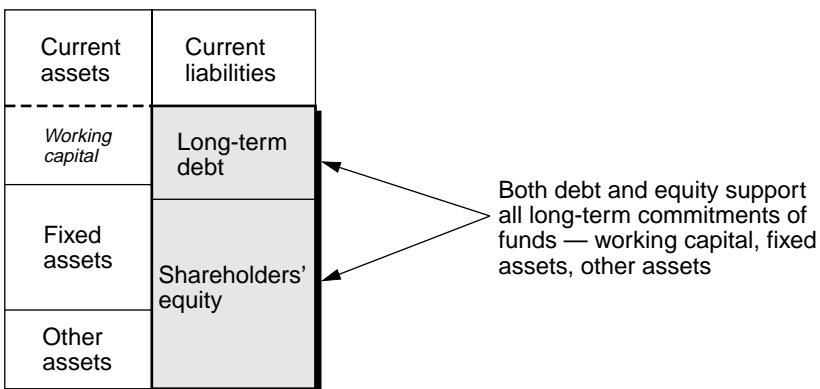 Current
assets
Current
liabilities
Working
capital
Long-term
debt
Fixed
assets
Shareholders'
equity
Other
assets
Both debt and equity support
all long-term commitments of
funds — working capital, fixed
assets, other assets